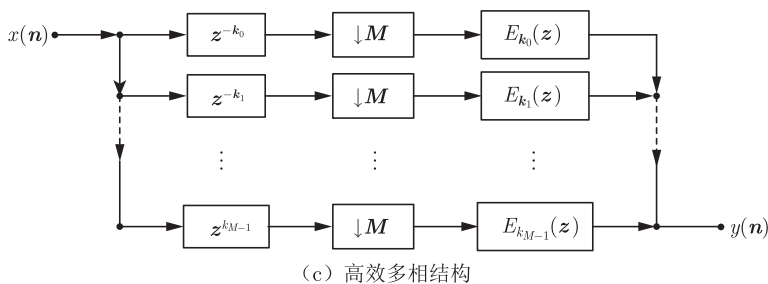 x(n) z^{-k_0} ↓M E_{k_0}(z)
z^{-k_1} ↓M E_{k_1}(z)
⋮ ⋮ ⋮
z^{k_{M-1}} ↓M E_{k_{M-1}}(z) y(n)
（c）高效多相结构